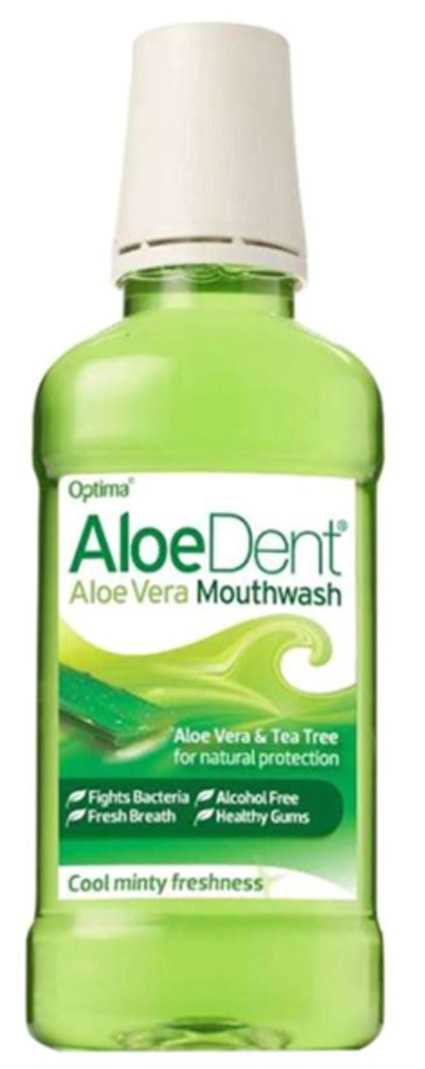 Optima®
AloeDent®
Aloe Vera Mouthwash
Aloe Vera & Tea Tree
for natural protection
Fights Bacteria Alcohol Free
Fresh Breath Healthy Gums
Cool minty freshness